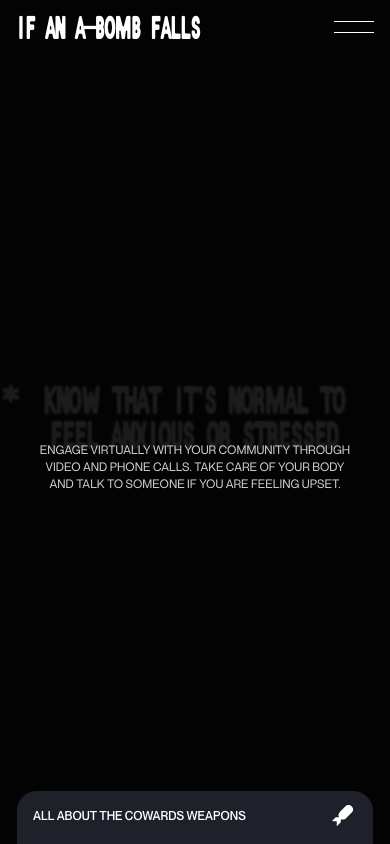 IF AN A-BOMB FALLS
* KNOW THAT IT'S NORMAL TO
FEEL ANXIOUS OR STRESSED
ENGAGE VIRTUALLY WITH YOUR COMMUNITY THROUGH
VIDEO AND PHONE CALLS. TAKE CARE OF YOUR BODY
AND TALK TO SOMEONE IF YOU ARE FEELING UPSET.
ALL ABOUT THE COWARDS WEAPONS